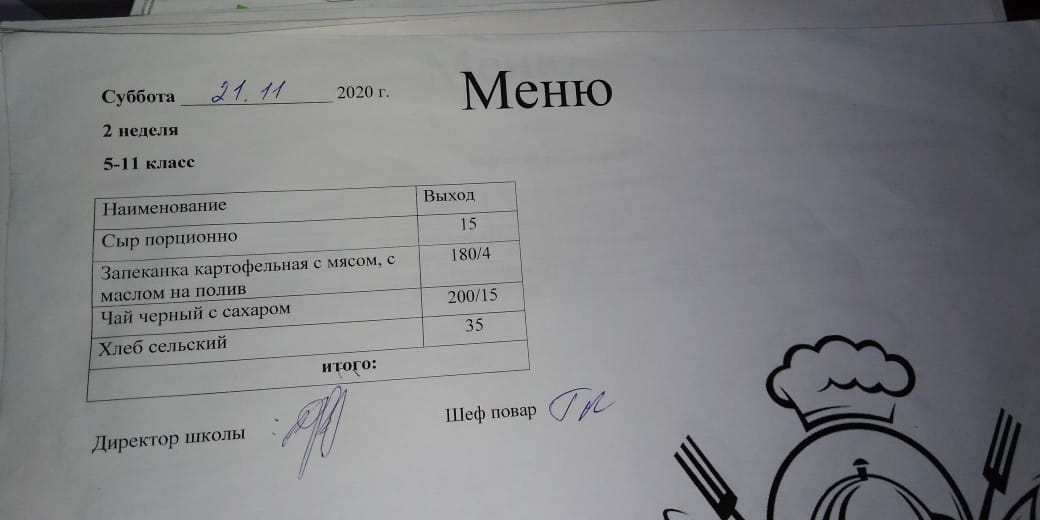 Меню
Суббота 21.11 2020 г.
2 неделя
5-11 класс
Наименование Выход
Сыр порционно 15
Запеканка картофельная с мясом, с 180/4
маслом на полив
Чай черный с сахаром 200/15
Хлеб сельский 35
итого:
Директор школы Шеф повар